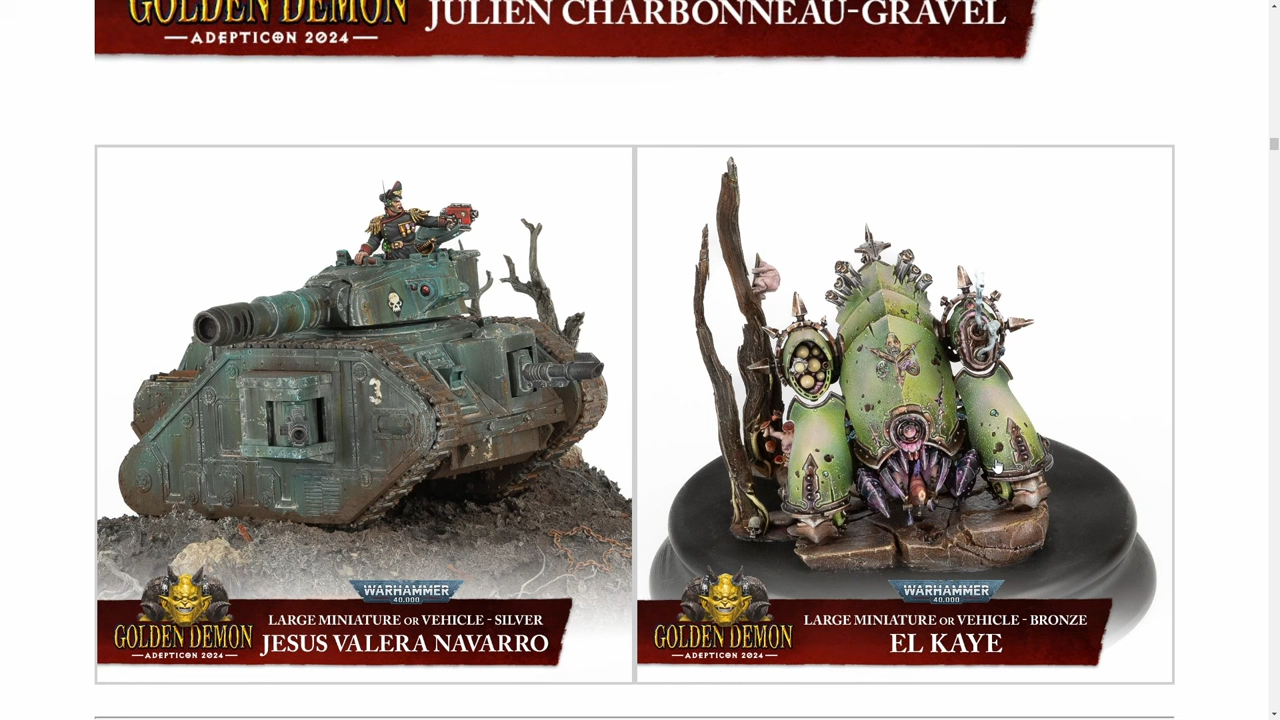 GOLDEN DEMON
ADEPTICON 2024
JULIEN CHARBONNEAU-GRAVEL
3
WARHAMMER
40,000
LARGE MINIATURE OR VEHICLE - SILVER
GOLDEN DEMON
JESUS VALERA NAVARRO
ADEPTICON 2024
WARHAMMER
40,000
LARGE MINIATURE OR VEHICLE - BRONZE
GOLDEN DEMON
EL KAYE
ADEPTICON 2024